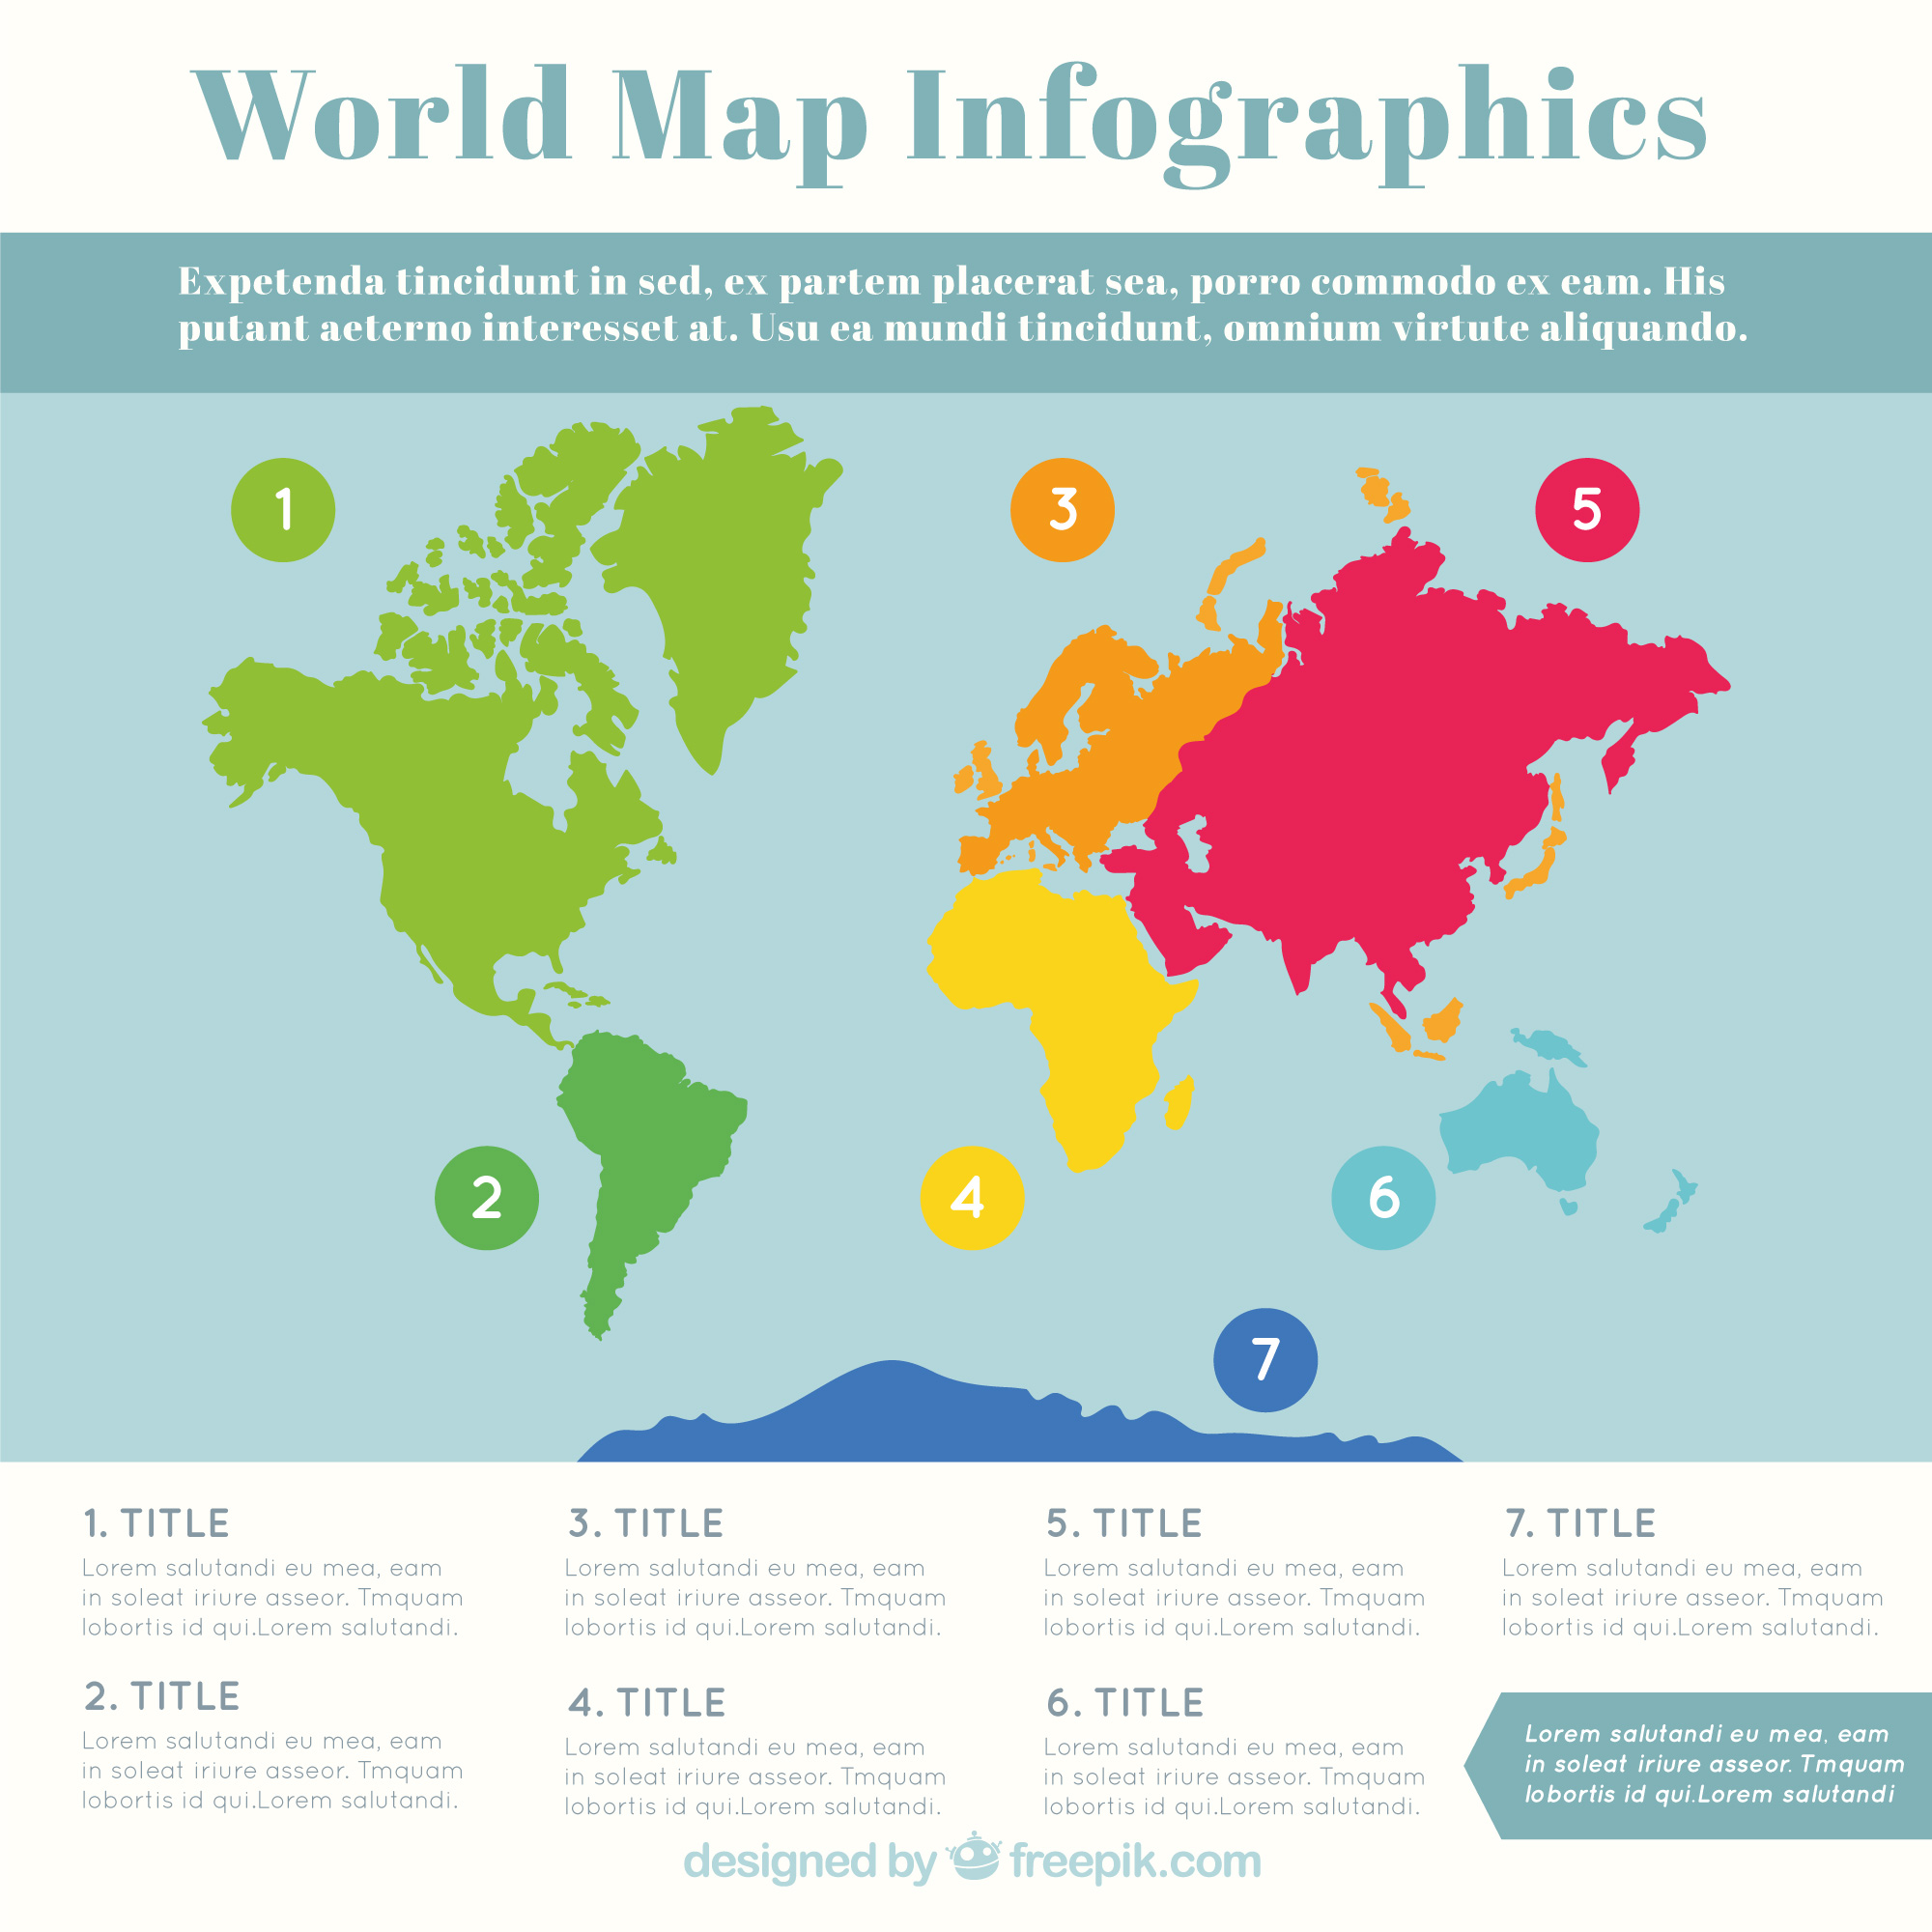 World Map Infographics
Expetenda tincidunt in sed, ex partem placerat sea, porro commodo ex eam. His
putant aeterno interesset at. Usu ea mundi tincidunt, omnium virtute aliquando.
1
3
5
2
4
6
7
1. TITLE
Lorem salutandi eu mea, eam
in soleat iriure asseor. Tmquam
lobortis id qui.Lorem salutandi.
2. TITLE
Lorem salutandi eu mea, eam
in soleat iriure asseor. Tmquam
lobortis id qui.Lorem salutandi.
3. TITLE
Lorem salutandi eu mea, eam
in soleat iriure asseor. Tmquam
lobortis id qui.Lorem salutandi.
4. TITLE
Lorem salutandi eu mea, eam
in soleat iriure asseor. Tmquam
lobortis id qui.Lorem salutandi.
5. TITLE
Lorem salutandi eu mea, eam
in soleat iriure asseor. Tmquam
lobortis id qui.Lorem salutandi.
6. TITLE
Lorem salutandi eu mea, eam
in soleat iriure asseor. Tmquam
lobortis id qui.Lorem salutandi.
7. TITLE
Lorem salutandi eu mea, eam
in soleat iriure asseor. Tmquam
lobortis id qui.Lorem salutandi.
Lorem salutandi eu mea, eam
in soleat iriure asseor. Tmquam
lobortis id qui.Lorem salutandi
designed by freepik.com